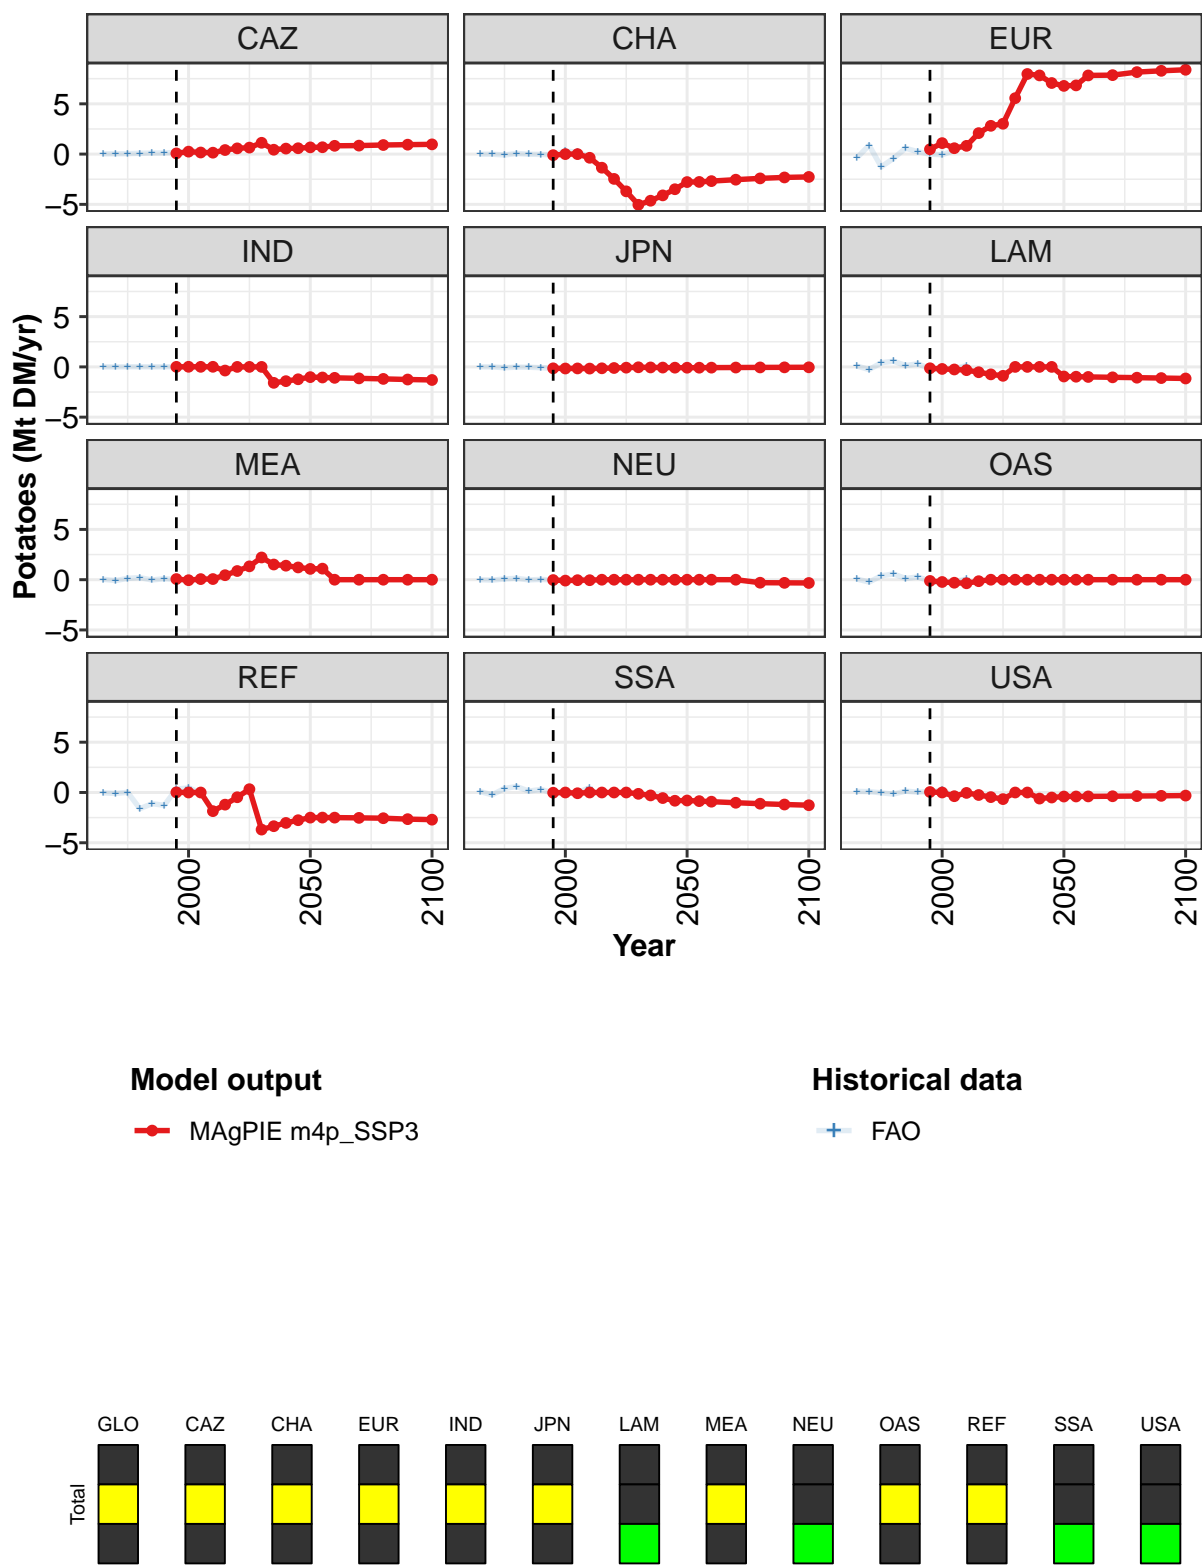 CAZ CHA EUR
5
0
−5
IND JPN LAM
5
0
−5
MEA NEU OAS
5
0
−5
REF SSA USA
5
0
−5
2000 2050 2100 2000 2050 2100 2000 2050 2100
Year
Potatoes (Mt DM/yr)
Model output Historical data
MAgPIE m4p_SSP3 FAO
GLO CAZ CHA EUR IND JPN LAM MEA NEU OAS REF SSA USA
Total